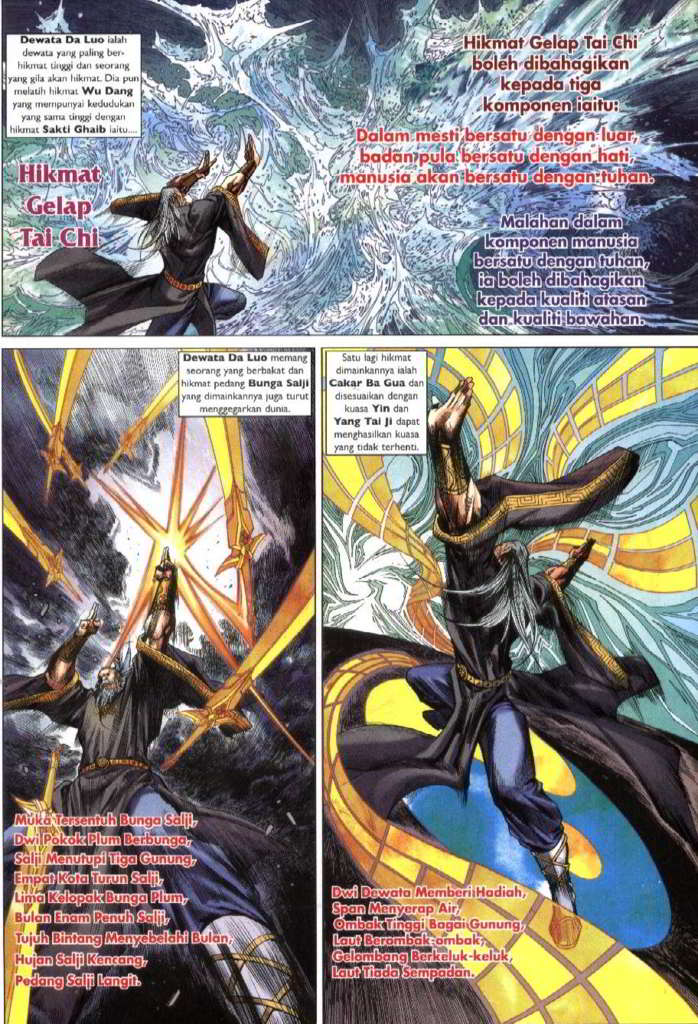 Dewata Da Luo ialah
dewata yang paling ber-
hikmat tinggi dan seorang
yang gila akan hikmat. Dia pun
melatih hikmat Wu Dang
yang mempunyai kedudukan
yang sama tinggi dengan
hikmat Sakti Ghaib iaitu....
Hikmat
Gelap
Tai Chi
Hikmat Gelap Tai Chi
boleh dibahagikan
kepada tiga
komponen iaitu:
Dalam mesti bersatu dengan luar,
badan pula bersatu dengan hati,
manusia akan bersatu dengan tuhan.
Malahan dalam
komponen manusia
bersatu dengan tuhan,
ia boleh dibahagikan
kepada kualiti atasan
dan kualiti bawahan.
Dewata Da Luo memang
seorang yang berbakat dan
hikmat pedang Bunga Salji
yang dimainkannya juga turut
menggegarkan dunia.
Muka Tersentuh Bunga Salji,
Dwi Pokok Plum Berbunga,
Salji Menutupi Tiga Gunung,
Empat Kota Turun Salji,
Lima Kelopak Bunga Plum,
Bulan Enam Penuh Salji,
Tujuh Bintang Menyebelahi Bulan,
Hujan Salji Kencang,
Pedang Salji Langit.
Satu lagi hikmat
dimainkannya ialah
Cakar Ba Gua dan
disesuaikan dengan
kuasa Yin dan
Yang Tai Ji dapat
menghasilkan kuasa
yang tidak terhenti.
Dwi Dewata Memberi Hadiah,
Span Menyerap Air,
Ombak Tinggi Bagai Gunung,
Laut Berombak-ombak,
Gelombang Berkeluk-keluk,
Laut Tiada Sempadan.